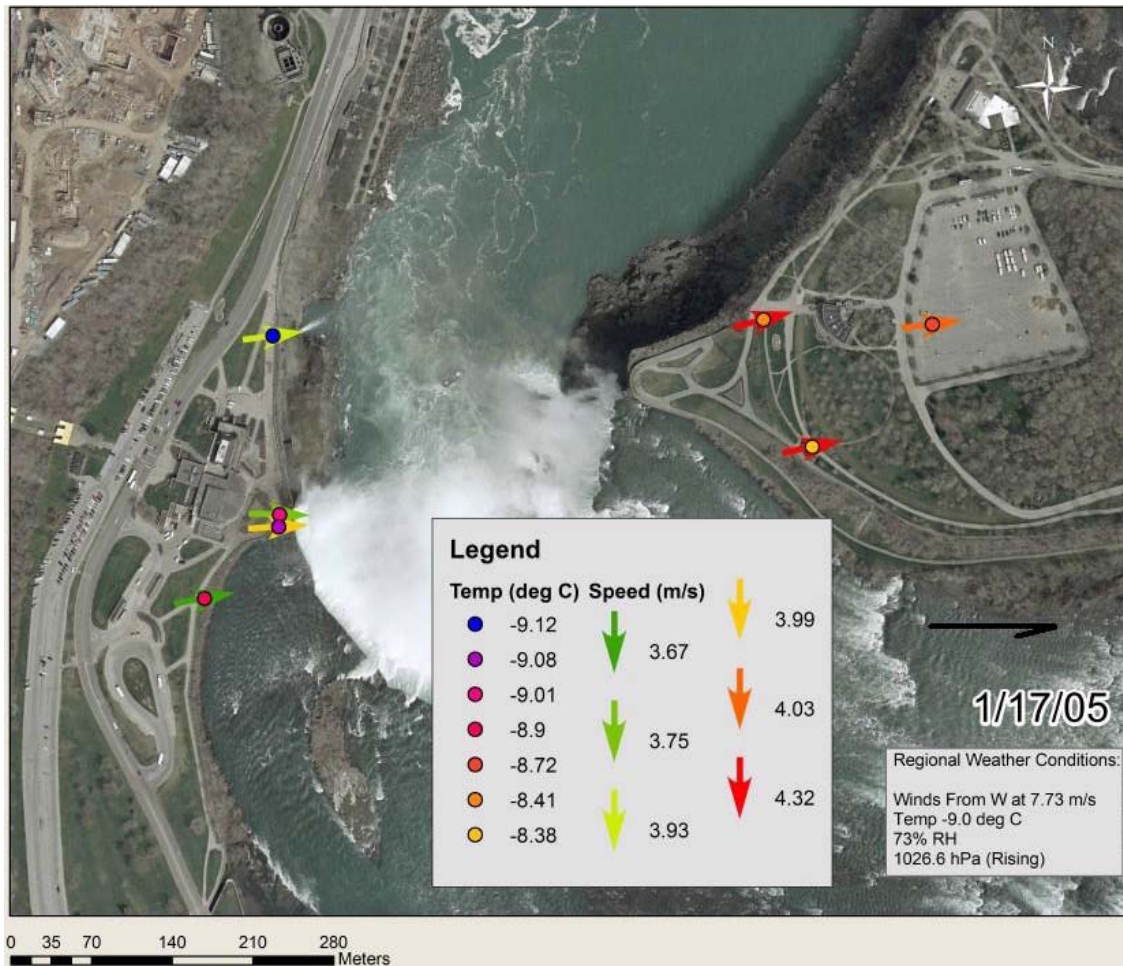 N
Legend
Temp (deg C) Speed (m/s)
-9.12
-9.08
-9.01
-8.9
-8.72
-8.41
-8.38
3.67
3.75
3.93
3.99
4.03
4.32
1/17/05
Regional Weather Conditions:
Winds From W at 7.73 m/s
Temp -9.0 deg C
73% RH
1026.6 hPa (Rising)
0 35 70 140 210 280
Meters